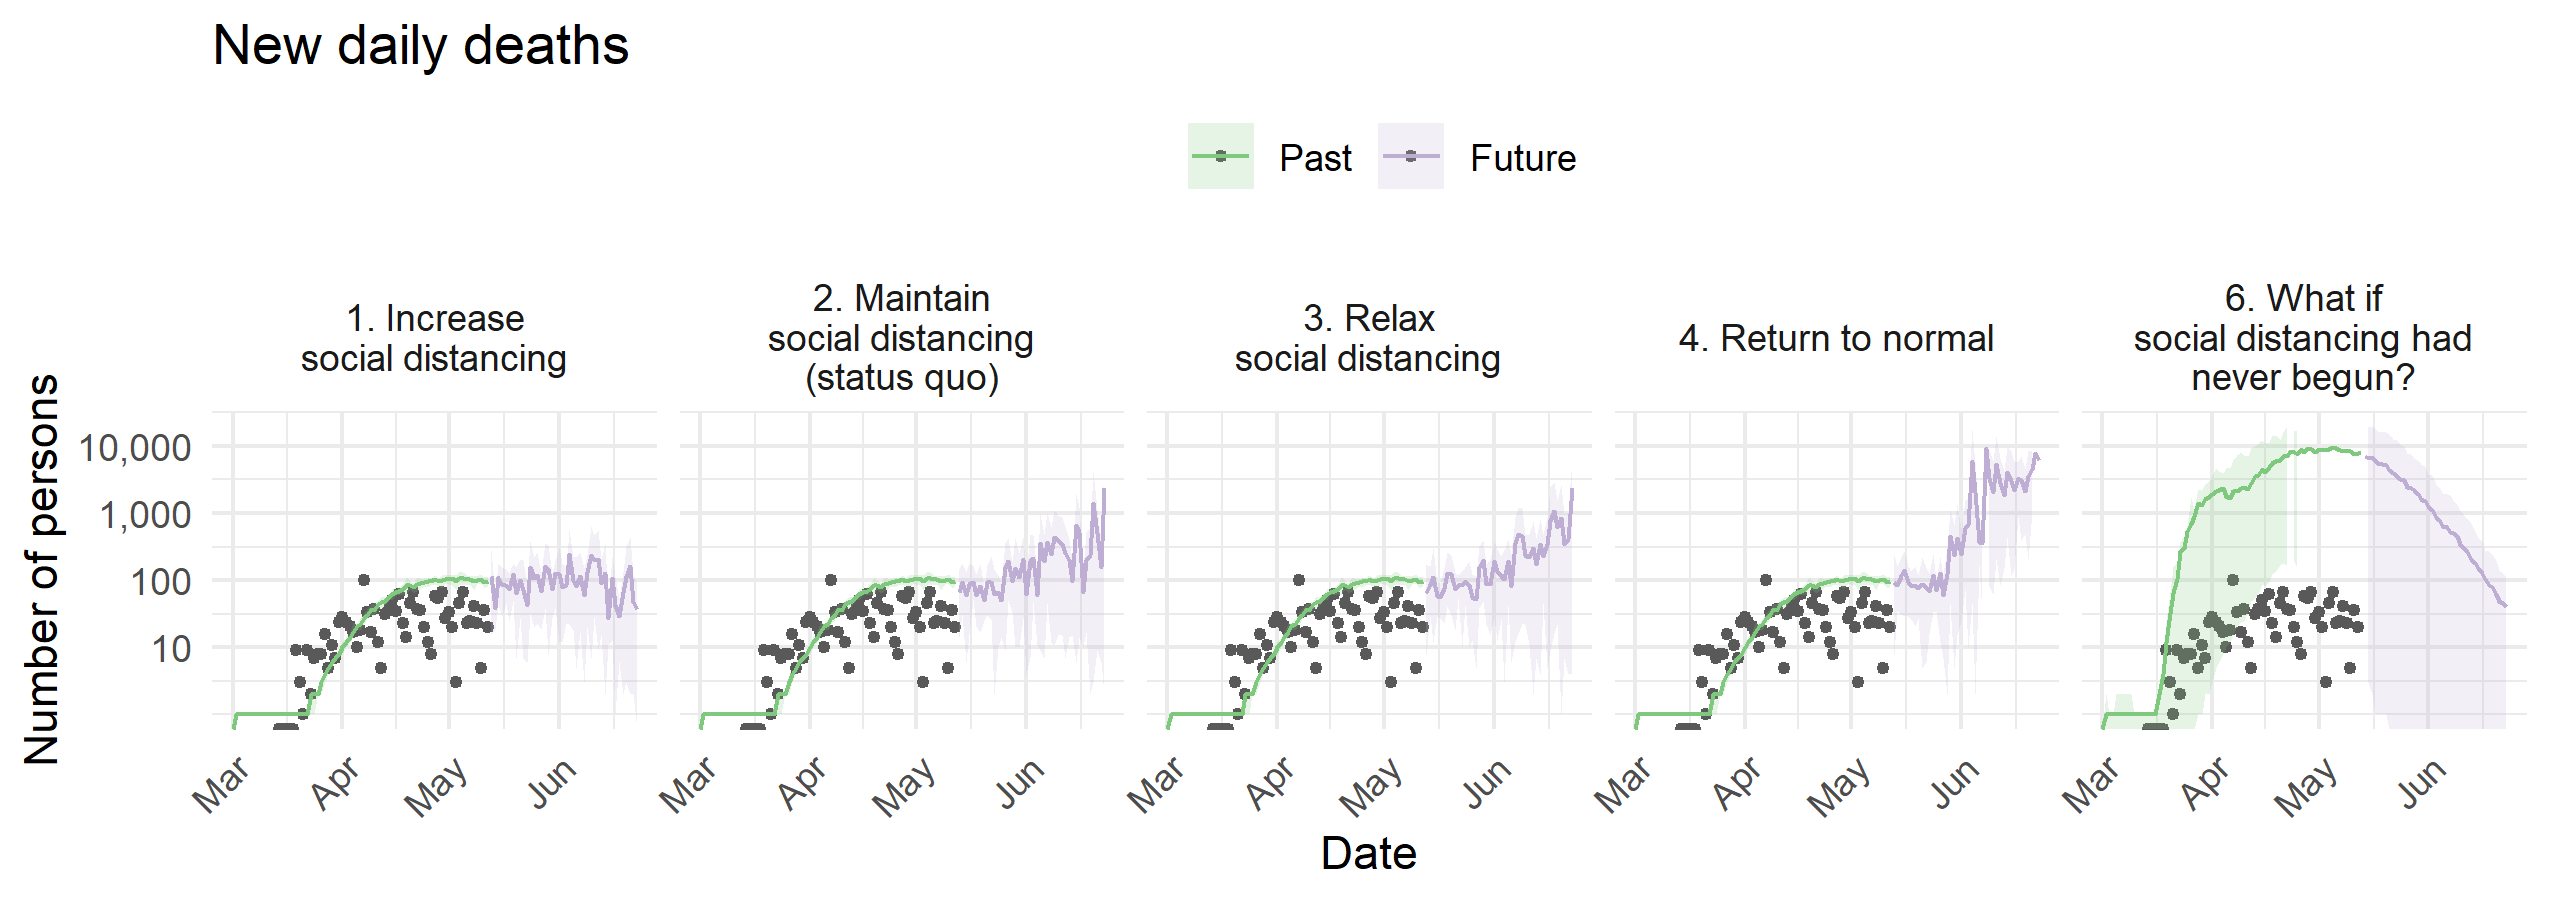 New daily deaths
Past
Future
1. Increase
social distancing
2. Maintain
social distancing
(status quo)
3. Relax
social distancing
4. Return to normal
6. What if
social distancing had
never begun?
Number of persons
10,000
1,000
100
10
Mar
Apr
May
Jun
Mar
Apr
May
Jun
Mar
Apr
May
Jun
Mar
Apr
May
Jun
Mar
Apr
May
Jun
Date